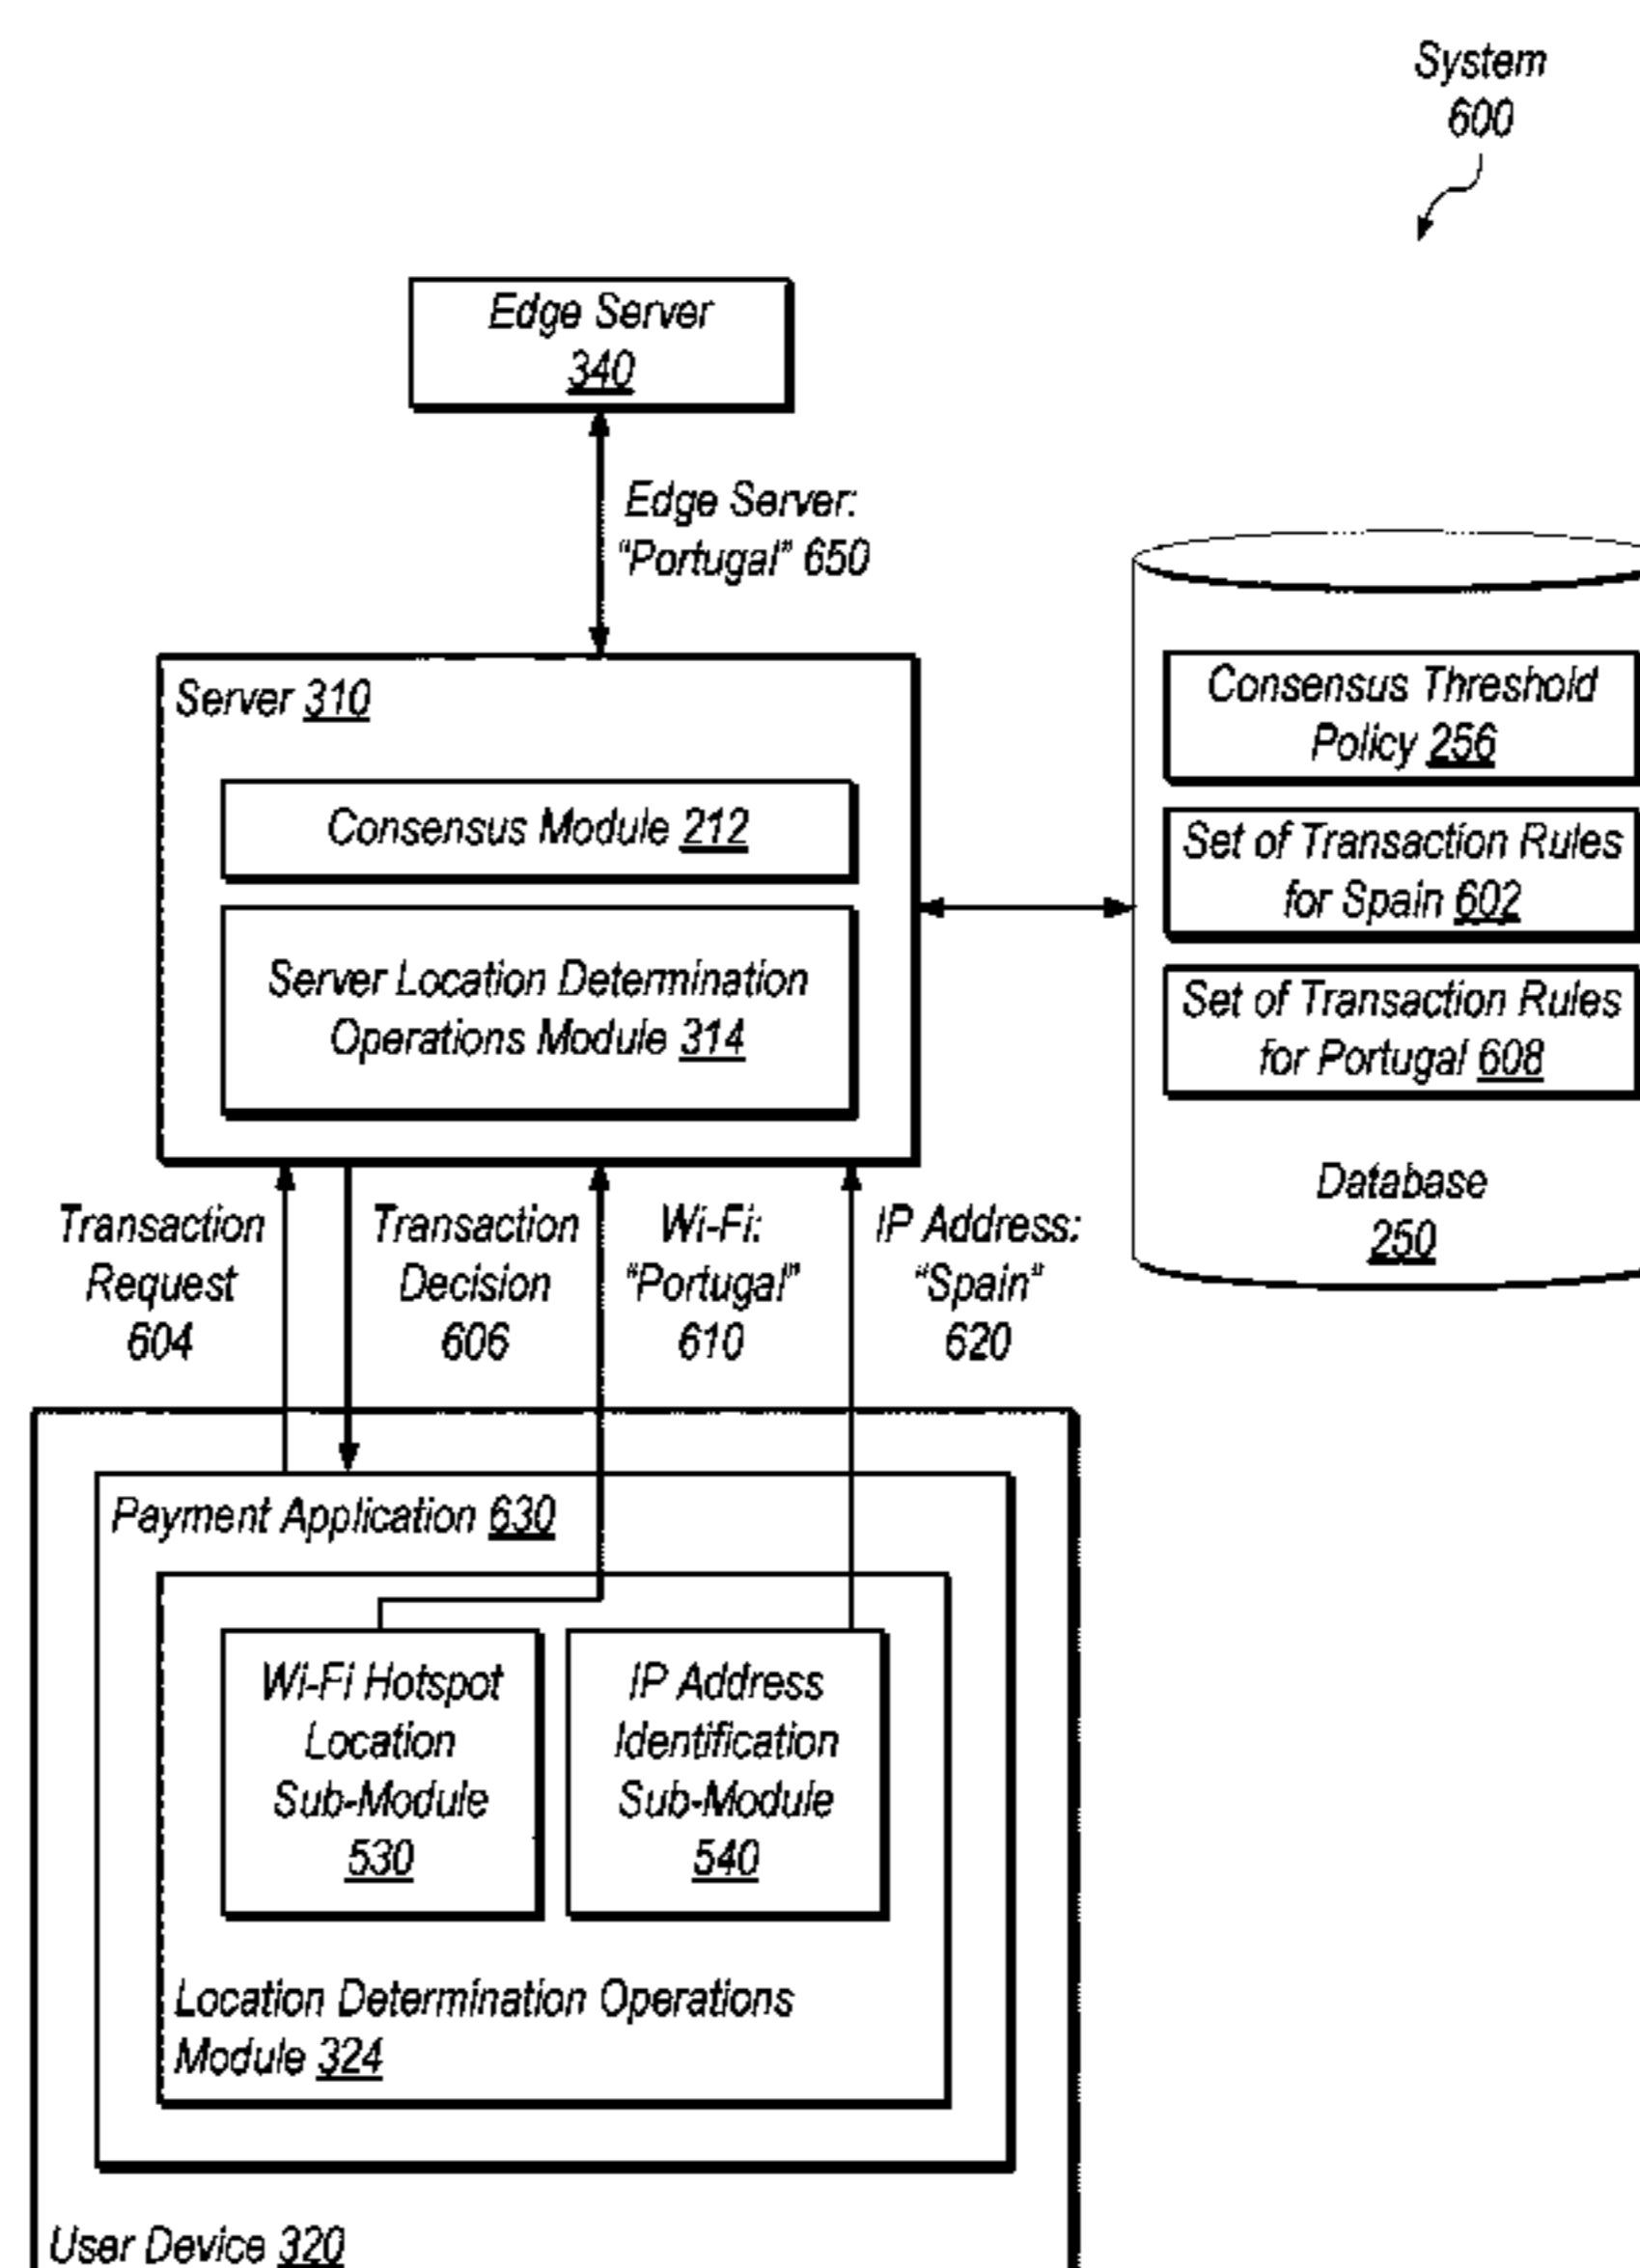 System
600
Edge Server
340
Edge Server:
"Portugal" 650
Server 310
Consensus Module 212
Server Location Determination
Operations Module 314
Consensus Threshold
Policy 256
Set of Transaction Rules
for Spain 602
Set of Transaction Rules
for Portugal 608
Database
250
Transaction
Request
604
Transaction
Decision
606
Wi-Fi:
"Portugal"
610
IP Address:
"Spain"
620
Payment Application 630
Wi-Fi Hotspot
Location
Sub-Module
530
IP Address
Identification
Sub-Module
540
Location Determination Operations
Module 324
User Device 320